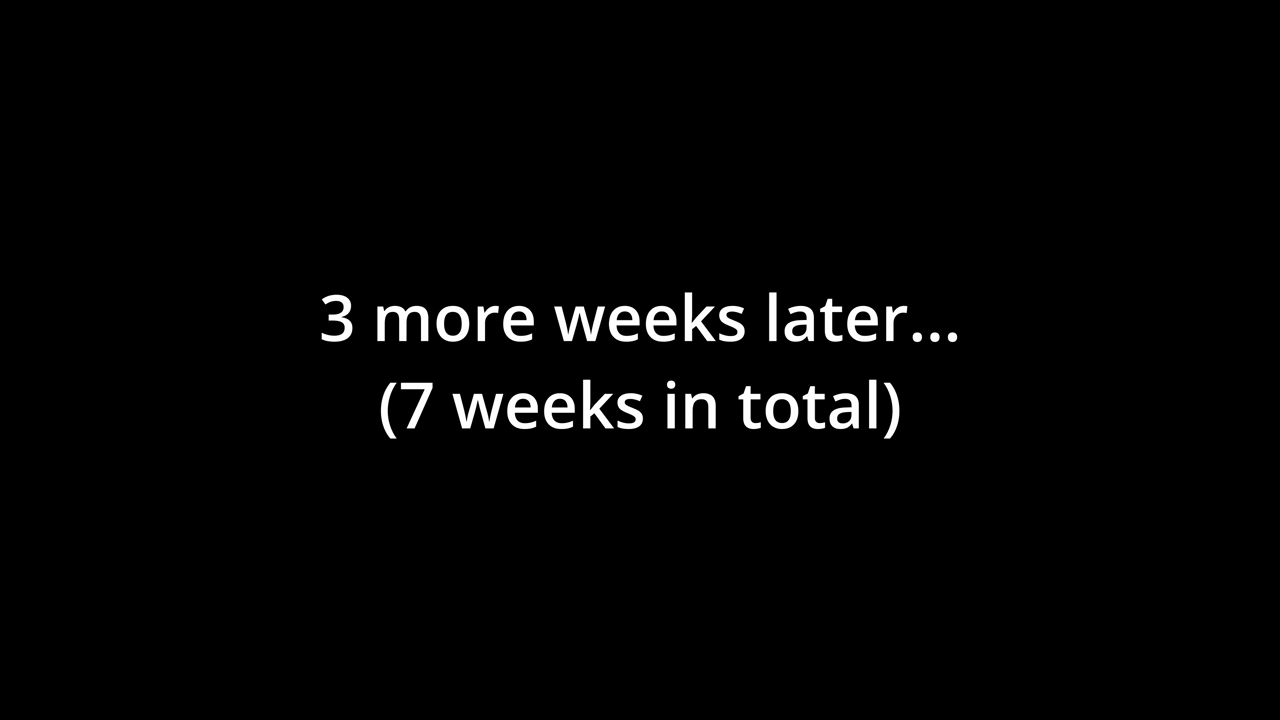 3 more weeks later...
(7 weeks in total)